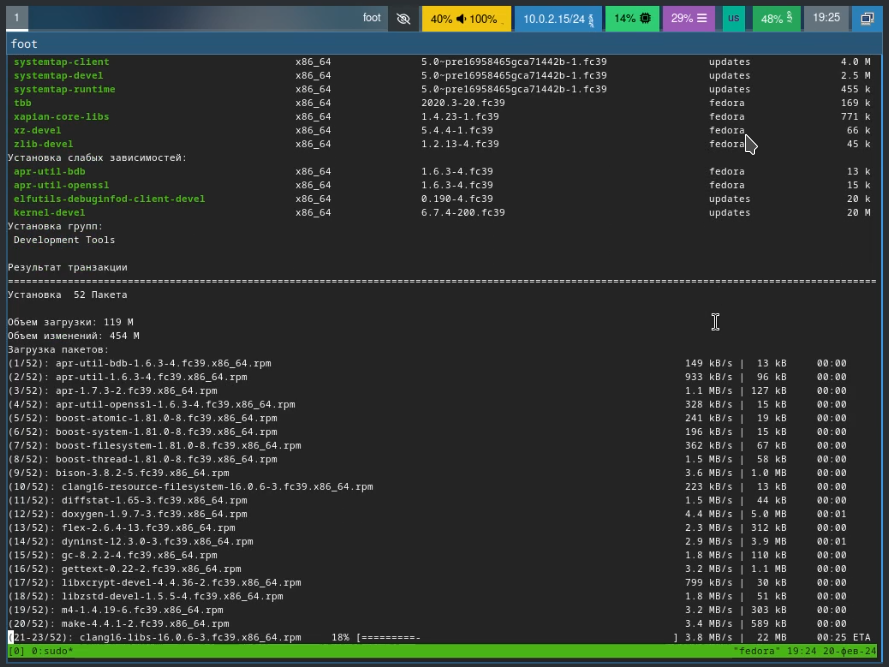 1 foot 40% 100% 10.0.2.15/24 14% 29% us 48% 19:25
foot
systemtap-client x86_64 5.0~pre16958465gca71442b-1.fc39 updates 4.0 M
systemtap-devel x86_64 5.0~pre16958465gca71442b-1.fc39 updates 2.5 M
systemtap-runtime x86_64 5.0~pre16958465gca71442b-1.fc39 updates 455 k
tbb x86_64 2020.3-20.fc39 fedora 169 k
xapian-core-libs x86_64 1.4.23-1.fc39 fedora 771 k
xz-devel x86_64 5.4.4-1.fc39 fedora 66 k
zlib-devel x86_64 1.2.13-4.fc39 fedora 45 k
Установка слабых зависимостей:
apr-util-bdb x86_64 1.6.3-4.fc39 fedora 13 k
apr-util-openssl x86_64 1.6.3-4.fc39 fedora 15 k
elfutils-debuginfod-client-devel x86_64 0.190-4.fc39 updates 20 k
kernel-devel x86_64 6.7.4-200.fc39 updates 20 M
Установка групп:
Development Tools
Результат транзакции
================================================================================
Установка 52 Пакета
Объем загрузки: 119 M
Объем изменений: 454 M
Загрузка пакетов:
(1/52): apr-util-bdb-1.6.3-4.fc39.x86_64.rpm 149 kB/s | 13 kB 00:00
(2/52): apr-util-1.6.3-4.fc39.x86_64.rpm 933 kB/s | 96 kB 00:00
(3/52): apr-1.7.3-2.fc39.x86_64.rpm 1.1 MB/s | 127 kB 00:00
(4/52): apr-util-openssl-1.6.3-4.fc39.x86_64.rpm 328 kB/s | 15 kB 00:00
(5/52): boost-atomic-1.81.0-8.fc39.x86_64.rpm 241 kB/s | 19 kB 00:00
(6/52): boost-system-1.81.0-8.fc39.x86_64.rpm 196 kB/s | 15 kB 00:00
(7/52): boost-filesystem-1.81.0-8.fc39.x86_64.rpm 362 kB/s | 67 kB 00:00
(8/52): boost-thread-1.81.0-8.fc39.x86_64.rpm 1.5 MB/s | 58 kB 00:00
(9/52): bison-3.8.2-5.fc39.x86_64.rpm 3.6 MB/s | 1.0 MB 00:00
(10/52): clang16-resource-filesystem-16.0.6-3.fc39.x86_64.rpm 223 kB/s | 13 kB 00:00
(11/52): diffstat-1.65-3.fc39.x86_64.rpm 1.5 MB/s | 44 kB 00:00
(12/52): doxygen-1.9.7-3.fc39.x86_64.rpm 4.4 MB/s | 5.0 MB 00:01
(13/52): flex-2.6.4-13.fc39.x86_64.rpm 2.3 MB/s | 312 kB 00:00
(14/52): dyninst-12.3.0-3.fc39.x86_64.rpm 2.9 MB/s | 3.9 MB 00:01
(15/52): gc-8.2.2-4.fc39.x86_64.rpm 1.8 MB/s | 110 kB 00:00
(16/52): gettext-0.22-2.fc39.x86_64.rpm 3.2 MB/s | 1.1 MB 00:00
(17/52): libxcrypt-devel-4.4.36-2.fc39.x86_64.rpm 799 kB/s | 30 kB 00:00
(18/52): libzstd-devel-1.5.5-4.fc39.x86_64.rpm 1.8 MB/s | 51 kB 00:00
(19/52): m4-1.4.19-6.fc39.x86_64.rpm 3.2 MB/s | 303 kB 00:00
(20/52): make-4.4.1-2.fc39.x86_64.rpm 3.4 MB/s | 589 kB 00:00
(21-23/52): clang16-libs-16.0.6-3.fc39.x86_64.rpm 18% [=========- ] 3.8 MB/s | 22 MB 00:25 ETA
[0] 0:sudo* "fedora" 19:24 20-фев-24